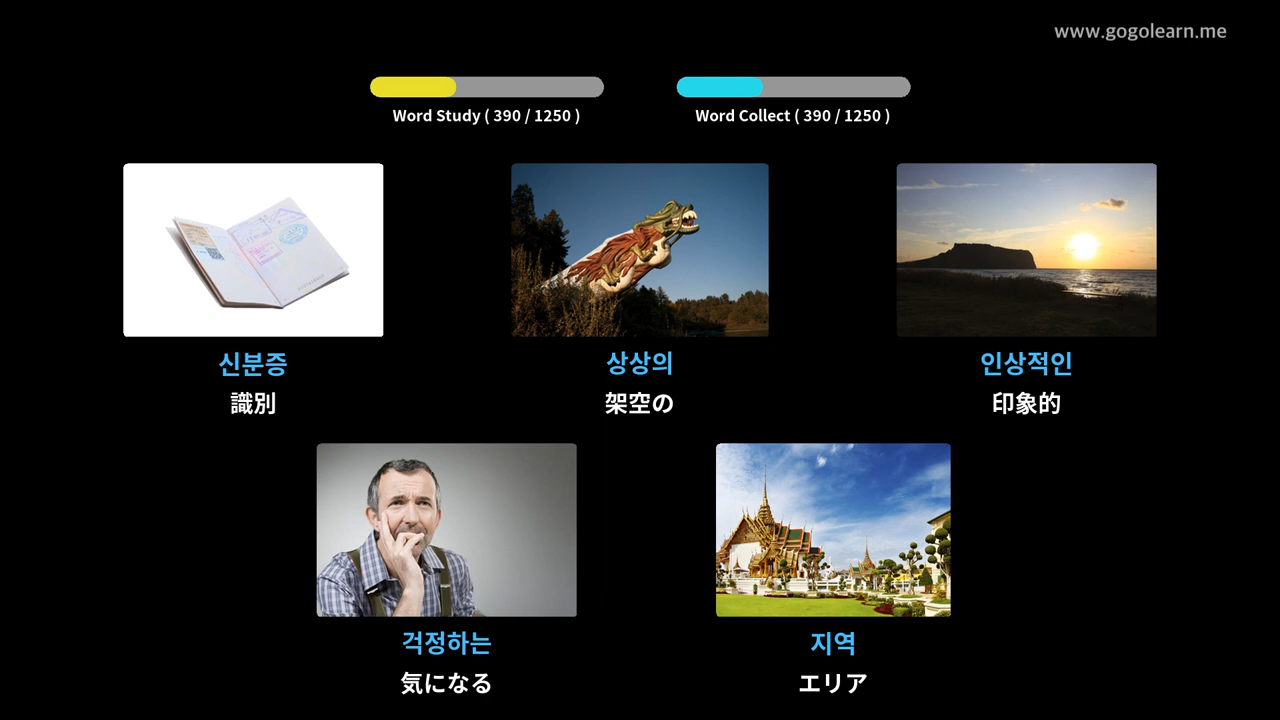 www.gogolearn.me
Word Study ( 390 / 1250 )
Word Collect ( 390 / 1250 )
신분증
識別
상상의
架空の
인상적인
印象的
걱정하는
気になる
지역
エリア